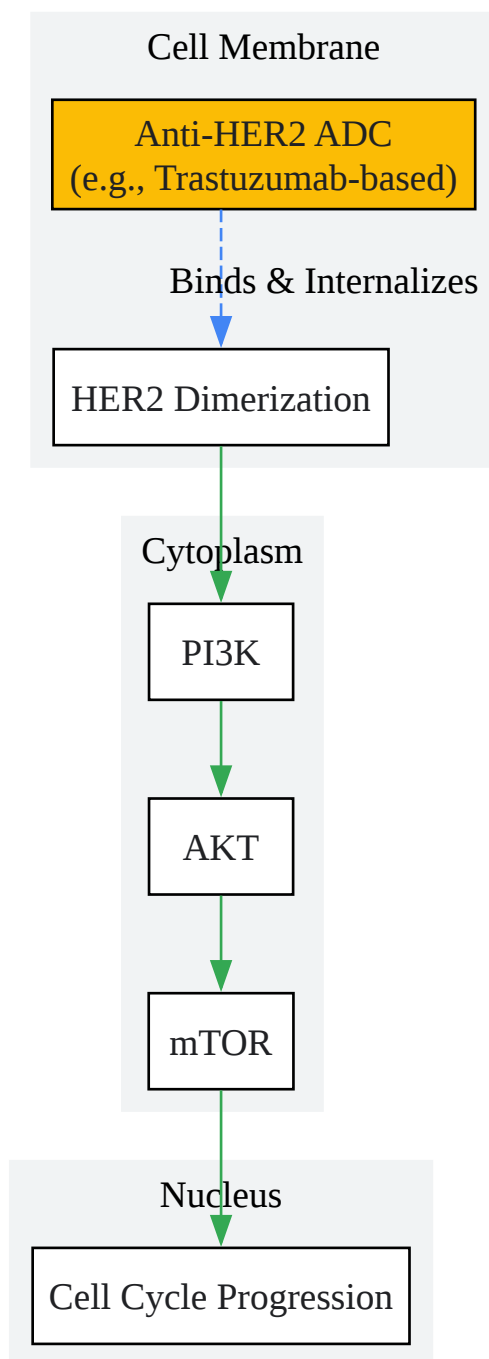 Cell Membrane
Anti-HER2 ADC
(e.g., Trastuzumab-based)
Binds & Internalizes
HER2 Dimerization
Cytoplasm
PI3K
AKT
mTOR
Nucleus
Cell Cycle Progression